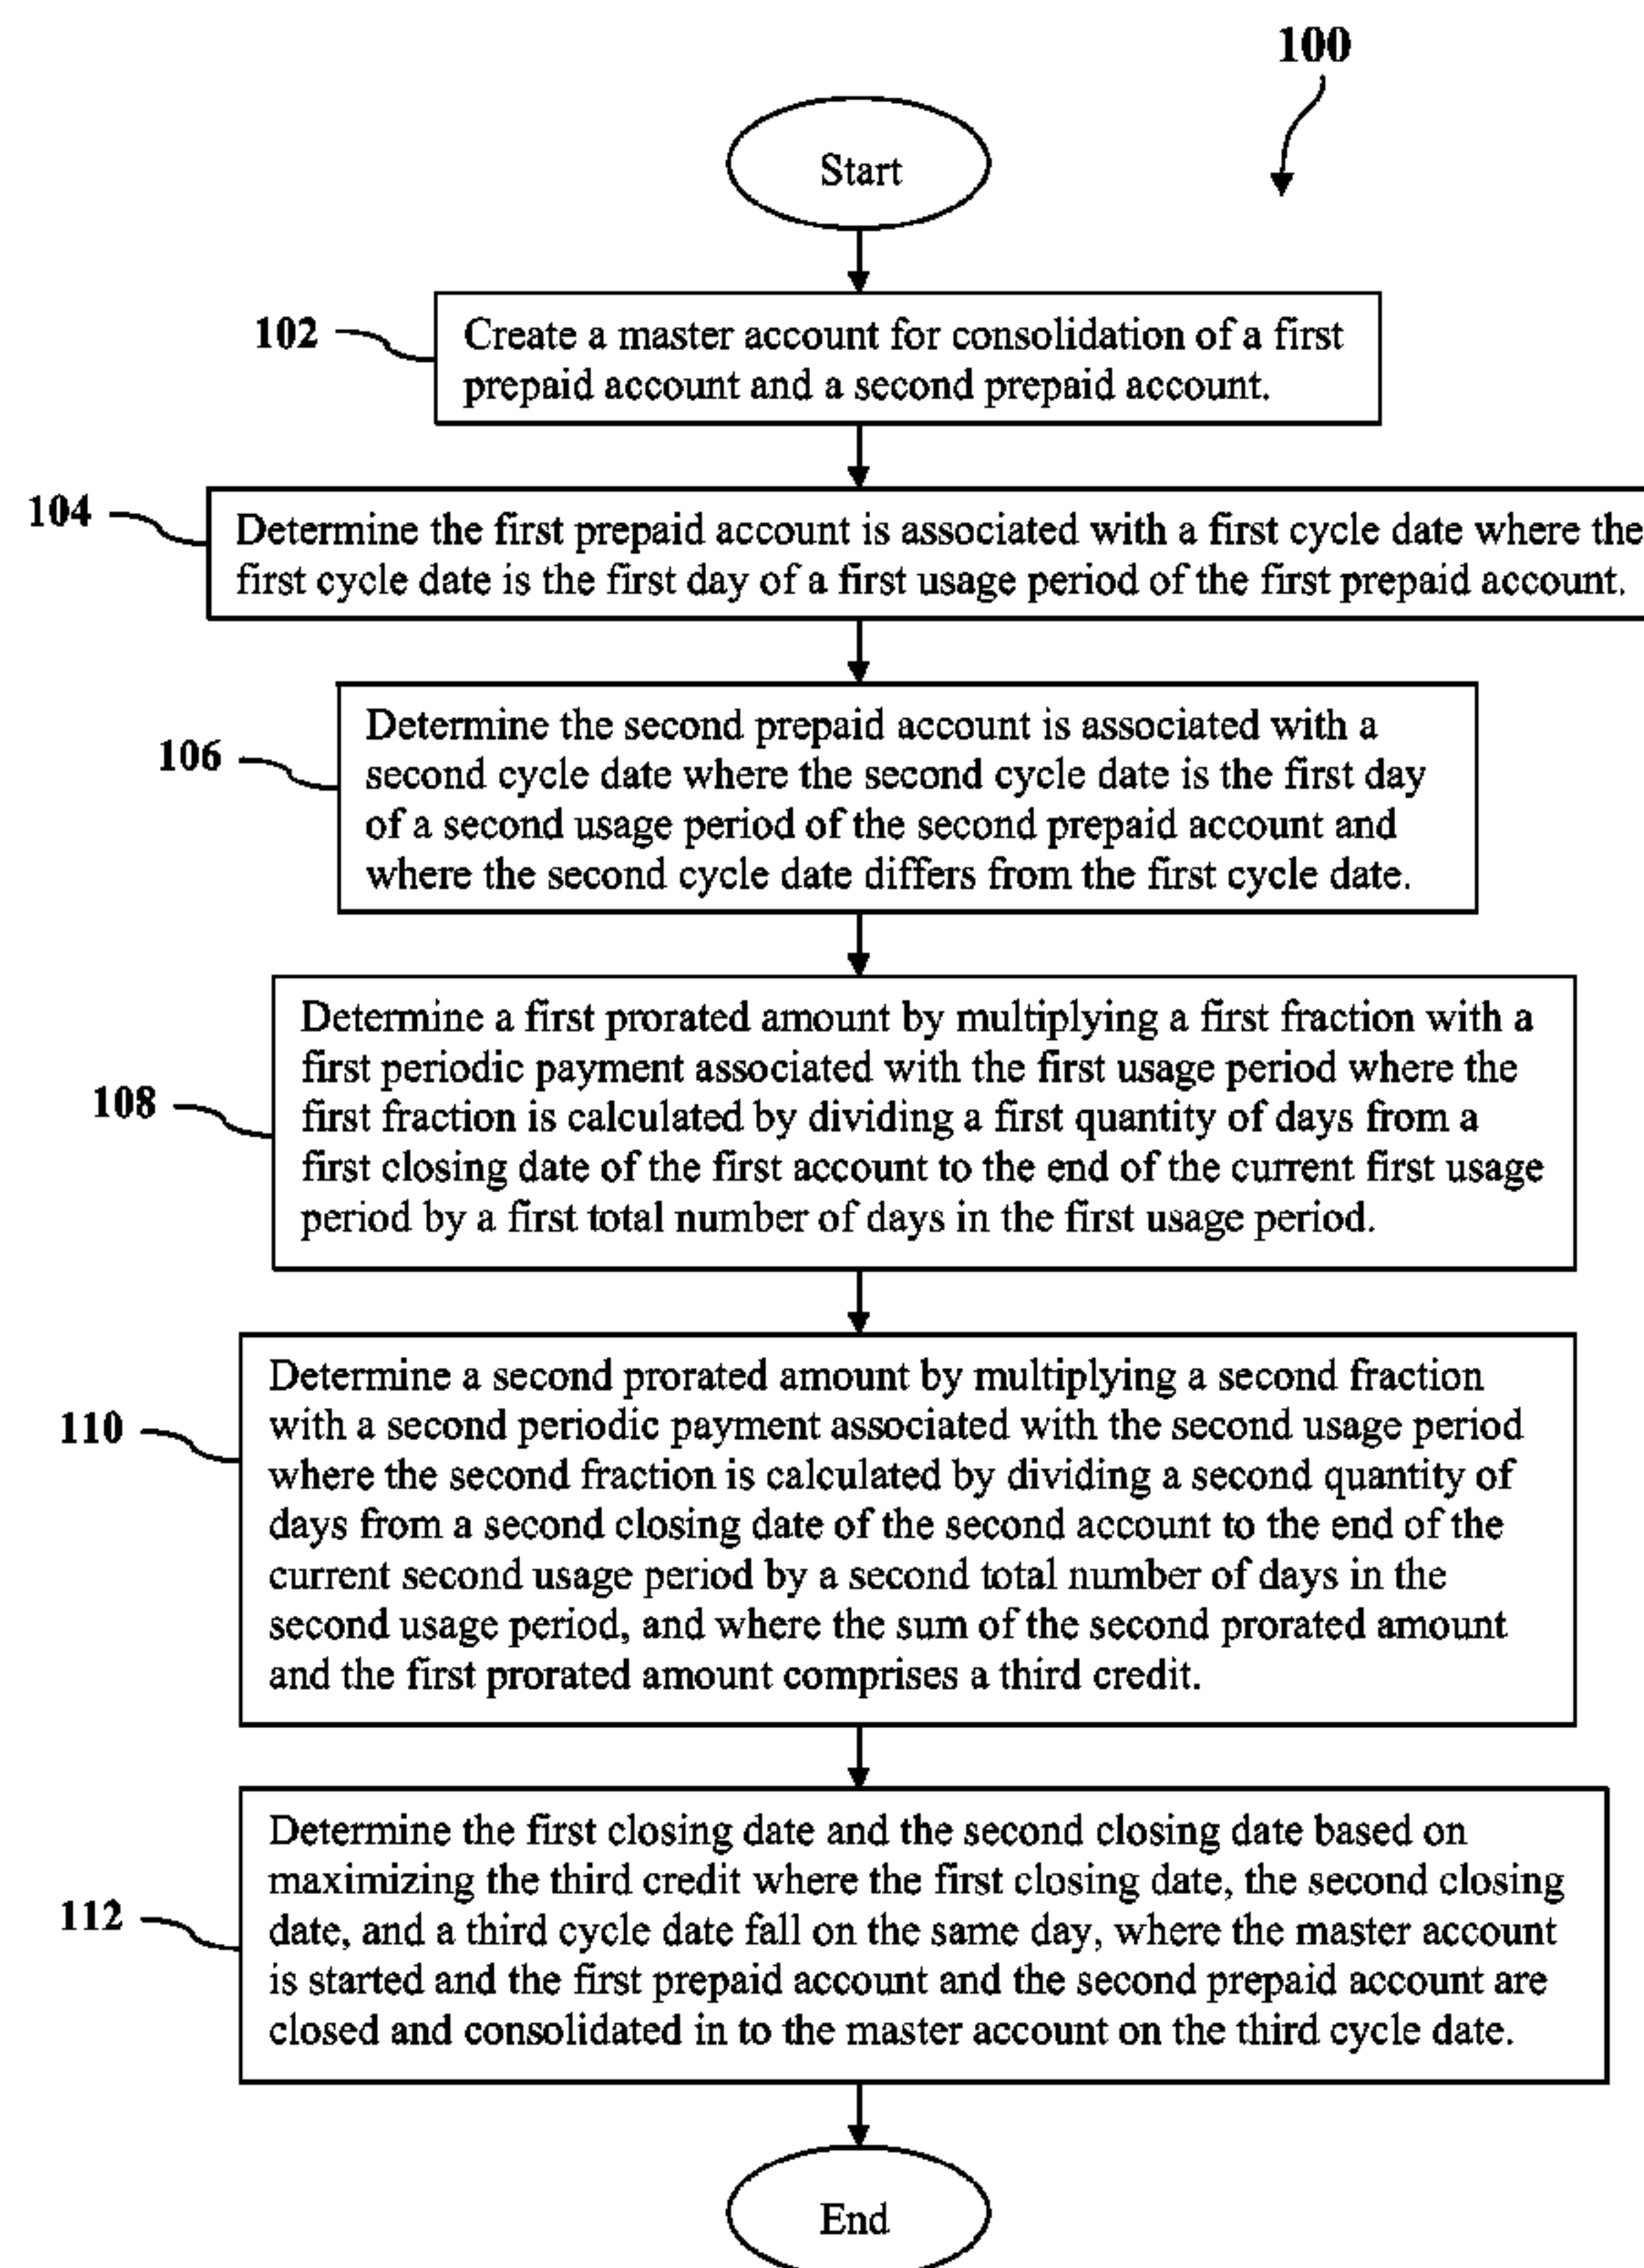 100
Start
102
Create a master account for consolidation of a first
prepaid account and a second prepaid account.
104
Determine the first prepaid account is associated with a first cycle date where the
first cycle date is the first day of a first usage period of the first prepaid account.
106
Determine the second prepaid account is associated with a
second cycle date where the second cycle date is the first day
of a second usage period of the second prepaid account and
where the second cycle date differs from the first cycle date.
108
Determine a first prorated amount by multiplying a first fraction with a
first periodic payment associated with the first usage period where the
first fraction is calculated by dividing a first quantity of days from a
first closing date of the first account to the end of the current first usage
period by a first total number of days in the first usage period.
110
Determine a second prorated amount by multiplying a second fraction
with a second periodic payment associated with the second usage period
where the second fraction is calculated by dividing a second quantity of
days from a second closing date of the second account to the end of the
current second usage period by a second total number of days in the
second usage period, and where the sum of the second prorated amount
and the first prorated amount comprises a third credit.
112
Determine the first closing date and the second closing date based on
maximizing the third credit where the first closing date, the second closing
date, and a third cycle date fall on the same day, where the master account
is started and the first prepaid account and the second prepaid account are
closed and consolidated in to the master account on the third cycle date.
End